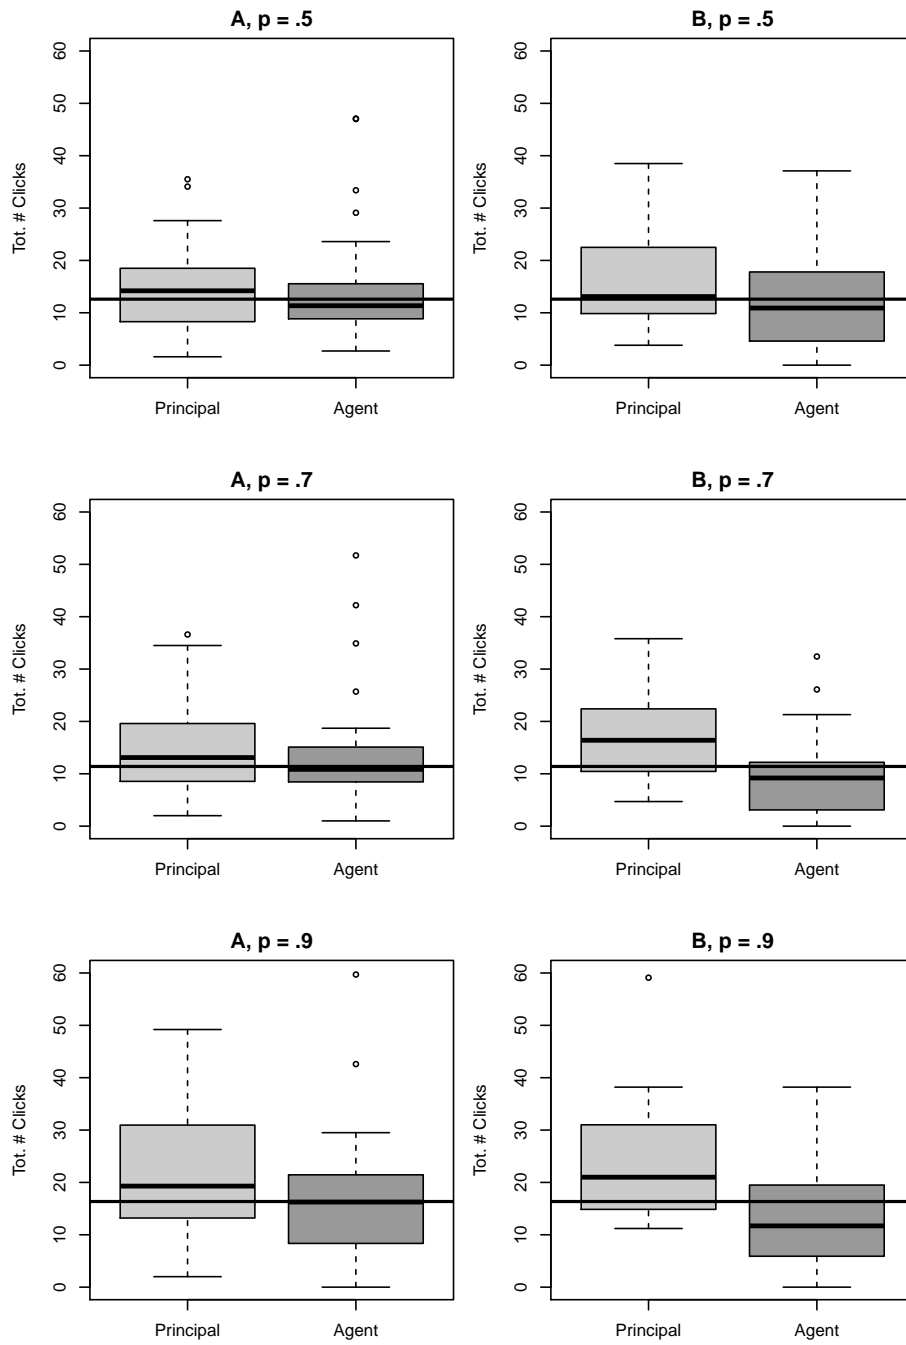 A, p = .5
B, p = .5
Tot. # Clicks
60
50
40
30
20
10
0
Principal Agent
Tot. # Clicks
60
50
40
30
20
10
0
Principal Agent
A, p = .7
B, p = .7
Tot. # Clicks
60
50
40
30
20
10
0
Principal Agent
Tot. # Clicks
60
50
40
30
20
10
0
Principal Agent
A, p = .9
B, p = .9
Tot. # Clicks
60
50
40
30
20
10
0
Principal Agent
Tot. # Clicks
60
50
40
30
20
10
0
Principal Agent